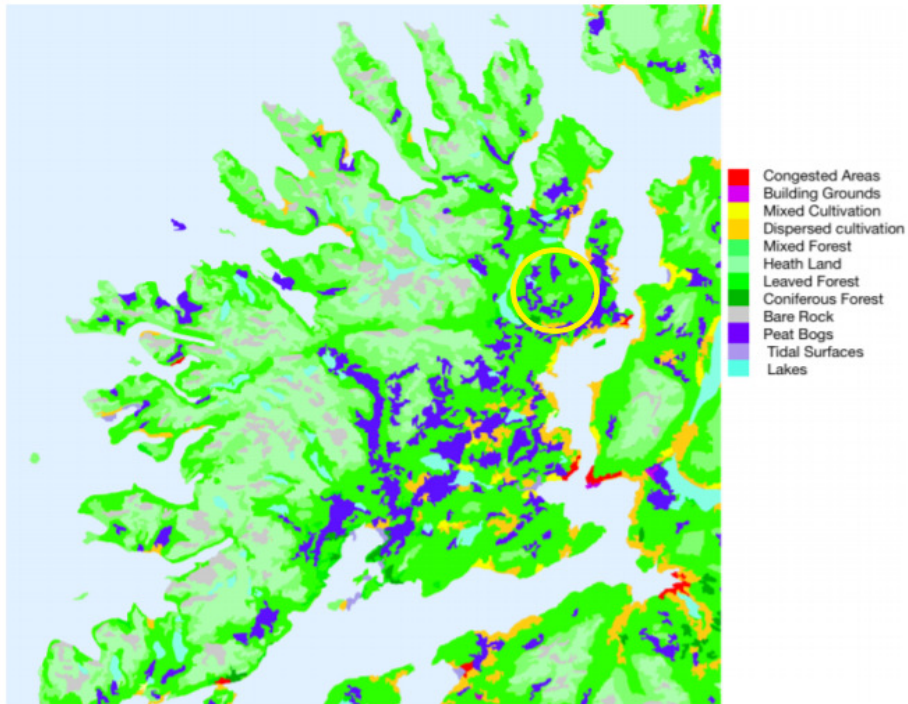 Congested Areas
Building Grounds
Mixed Cultivation
Dispersed cultivation
Mixed Forest
Heath Land
Leaved Forest
Coniferous Forest
Bare Rock
Peat Bogs
Tidal Surfaces
Lakes